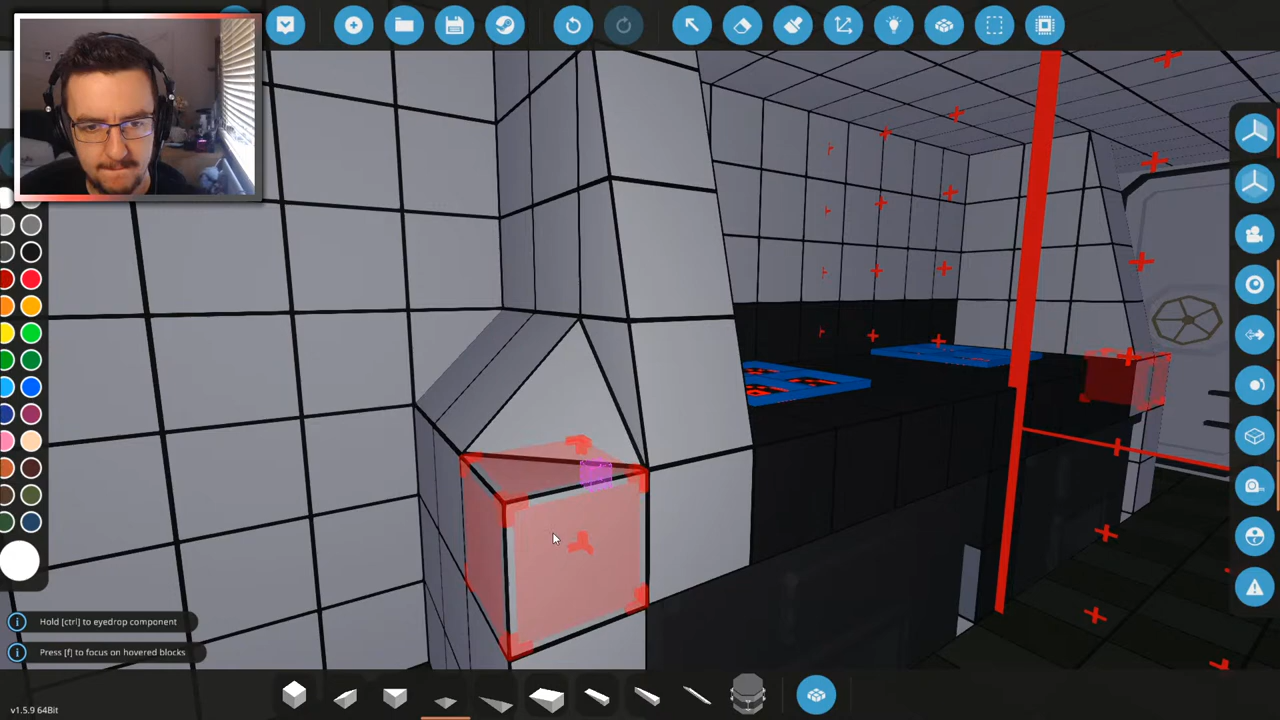 Hold [ctrl] to eyedrop component
Press [f] to focus on hovered blocks
v1.5.9 64Bit